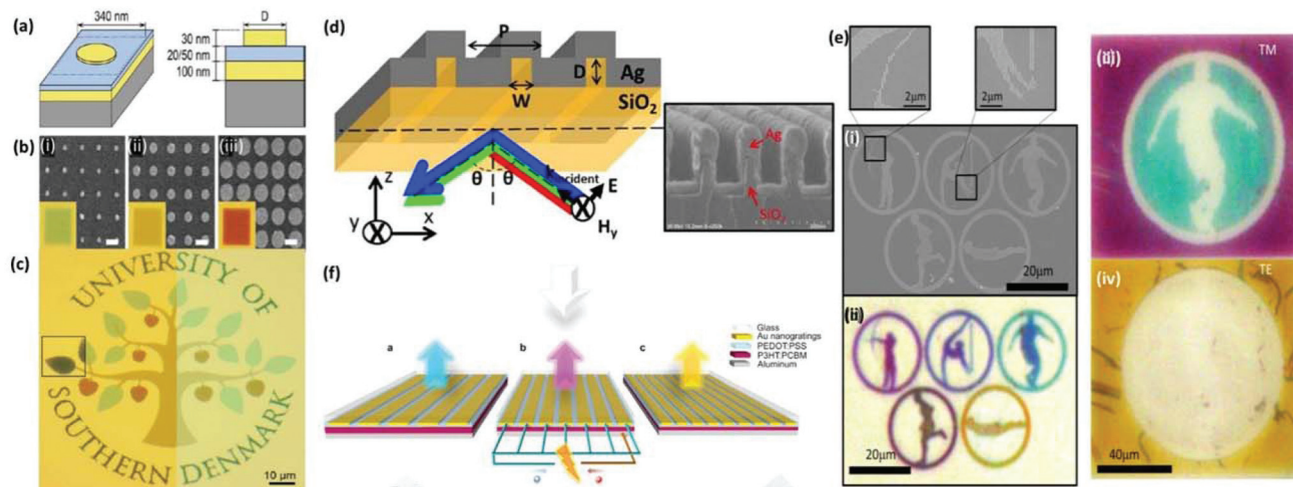 (a)
340 nm
D
30 nm
20/50 nm
100 nm
(b)
(i)
(ii)
(iii)
(c)
UNIVERSITY OF
SOUTHERN DENMARK
10 μm
(d)
P
D
Ag
W
SiO2
z
θ
θ
kincident
E
y
x
Hy
Ag
SiO2
(f)
Glass
Au nanogratings
PEDOT:PSS
P3HT:PCBM
Aluminum
a
b
c
(e)
2μm
2μm
(i)
20μm
(ii)
20μm
TM
(iv)
TE
40μm